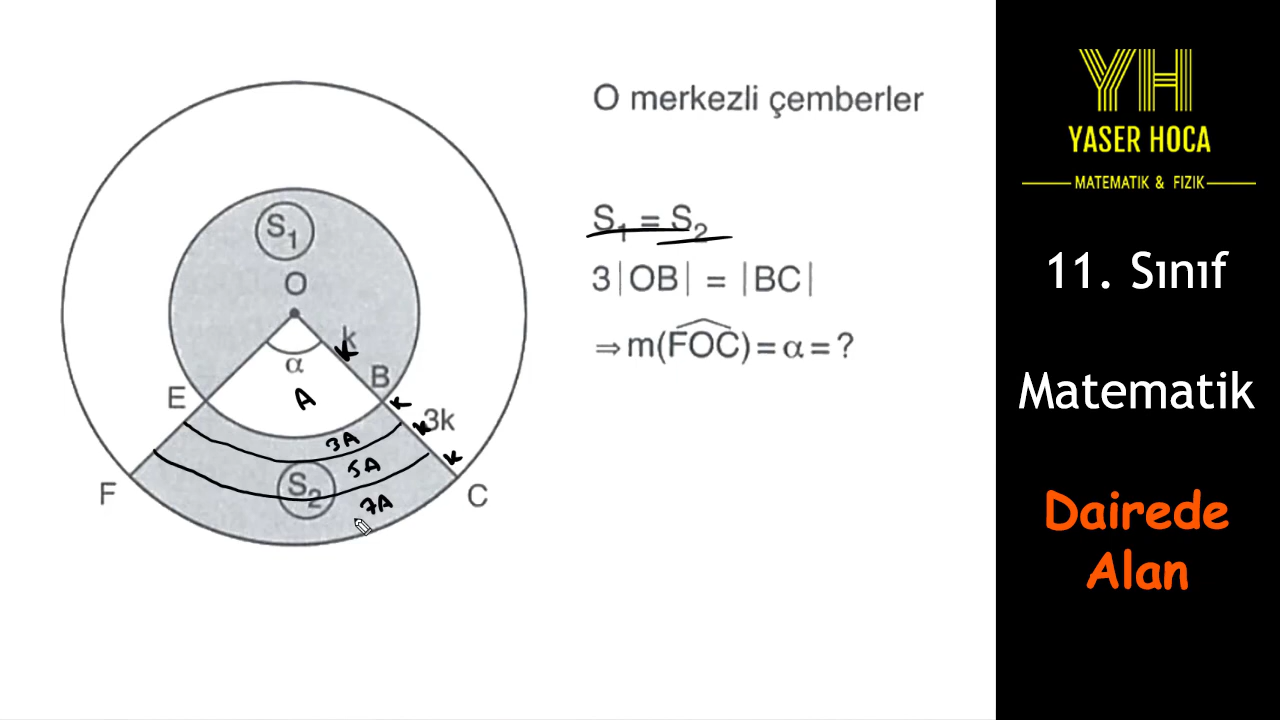 O merkezli çemberler
S₁ = S₂
3|OB| = |BC|
⇒ m(FOC) = α = ?
S₁
O
k
K
α
E
B
A
K
K
3k
3A
5A
K
S₂
7A
F
C
YH
YASER HOCA
MATEMATIK & FIZIK
11. Sınıf
Matematik
Dairede
Alan